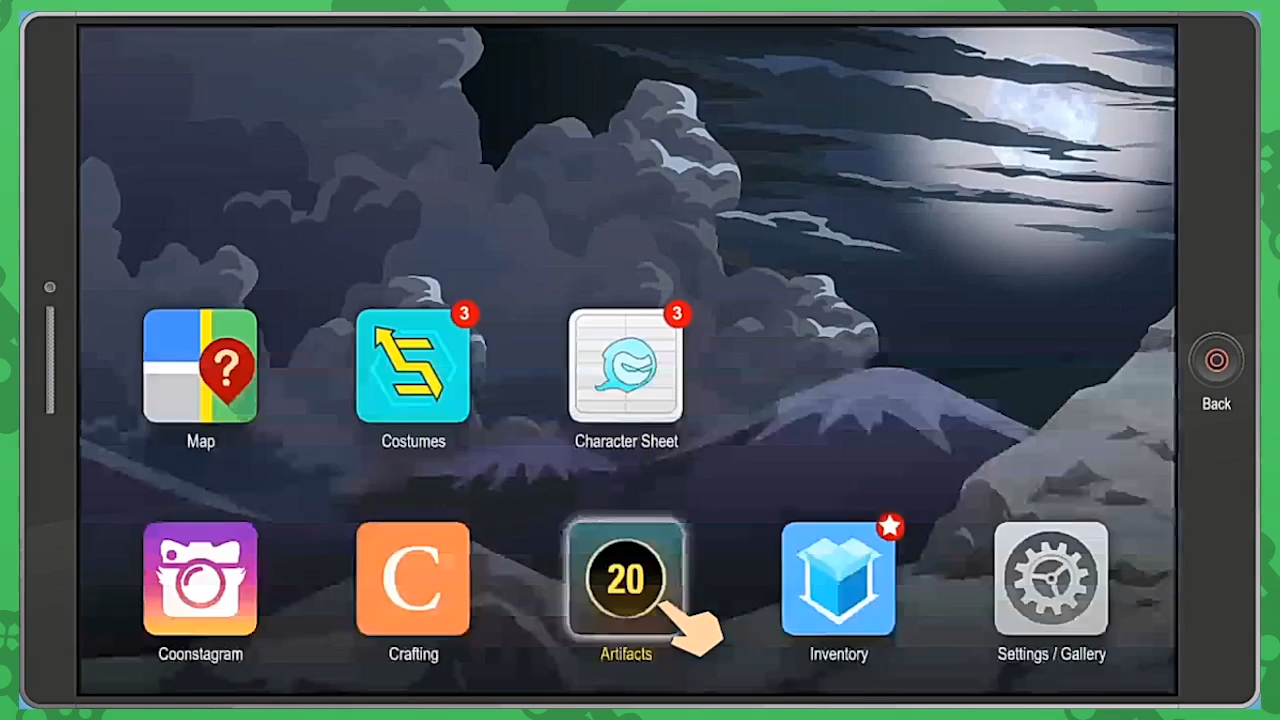 3
3
?
Map
Costumes
Character Sheet
Back
C
20
Coonstagram
Crafting
Artifacts
Inventory
Settings / Gallery